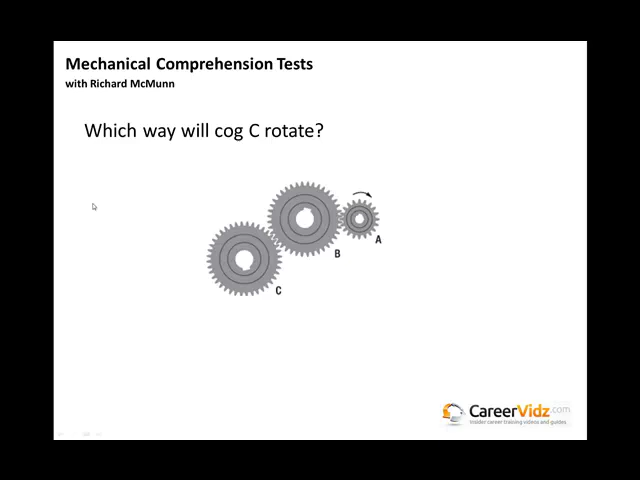 Mechanical Comprehension Tests
with Richard McMunn
Which way will cog C rotate?
A
B
C
CareerVidz.com
Insider career training videos and guides